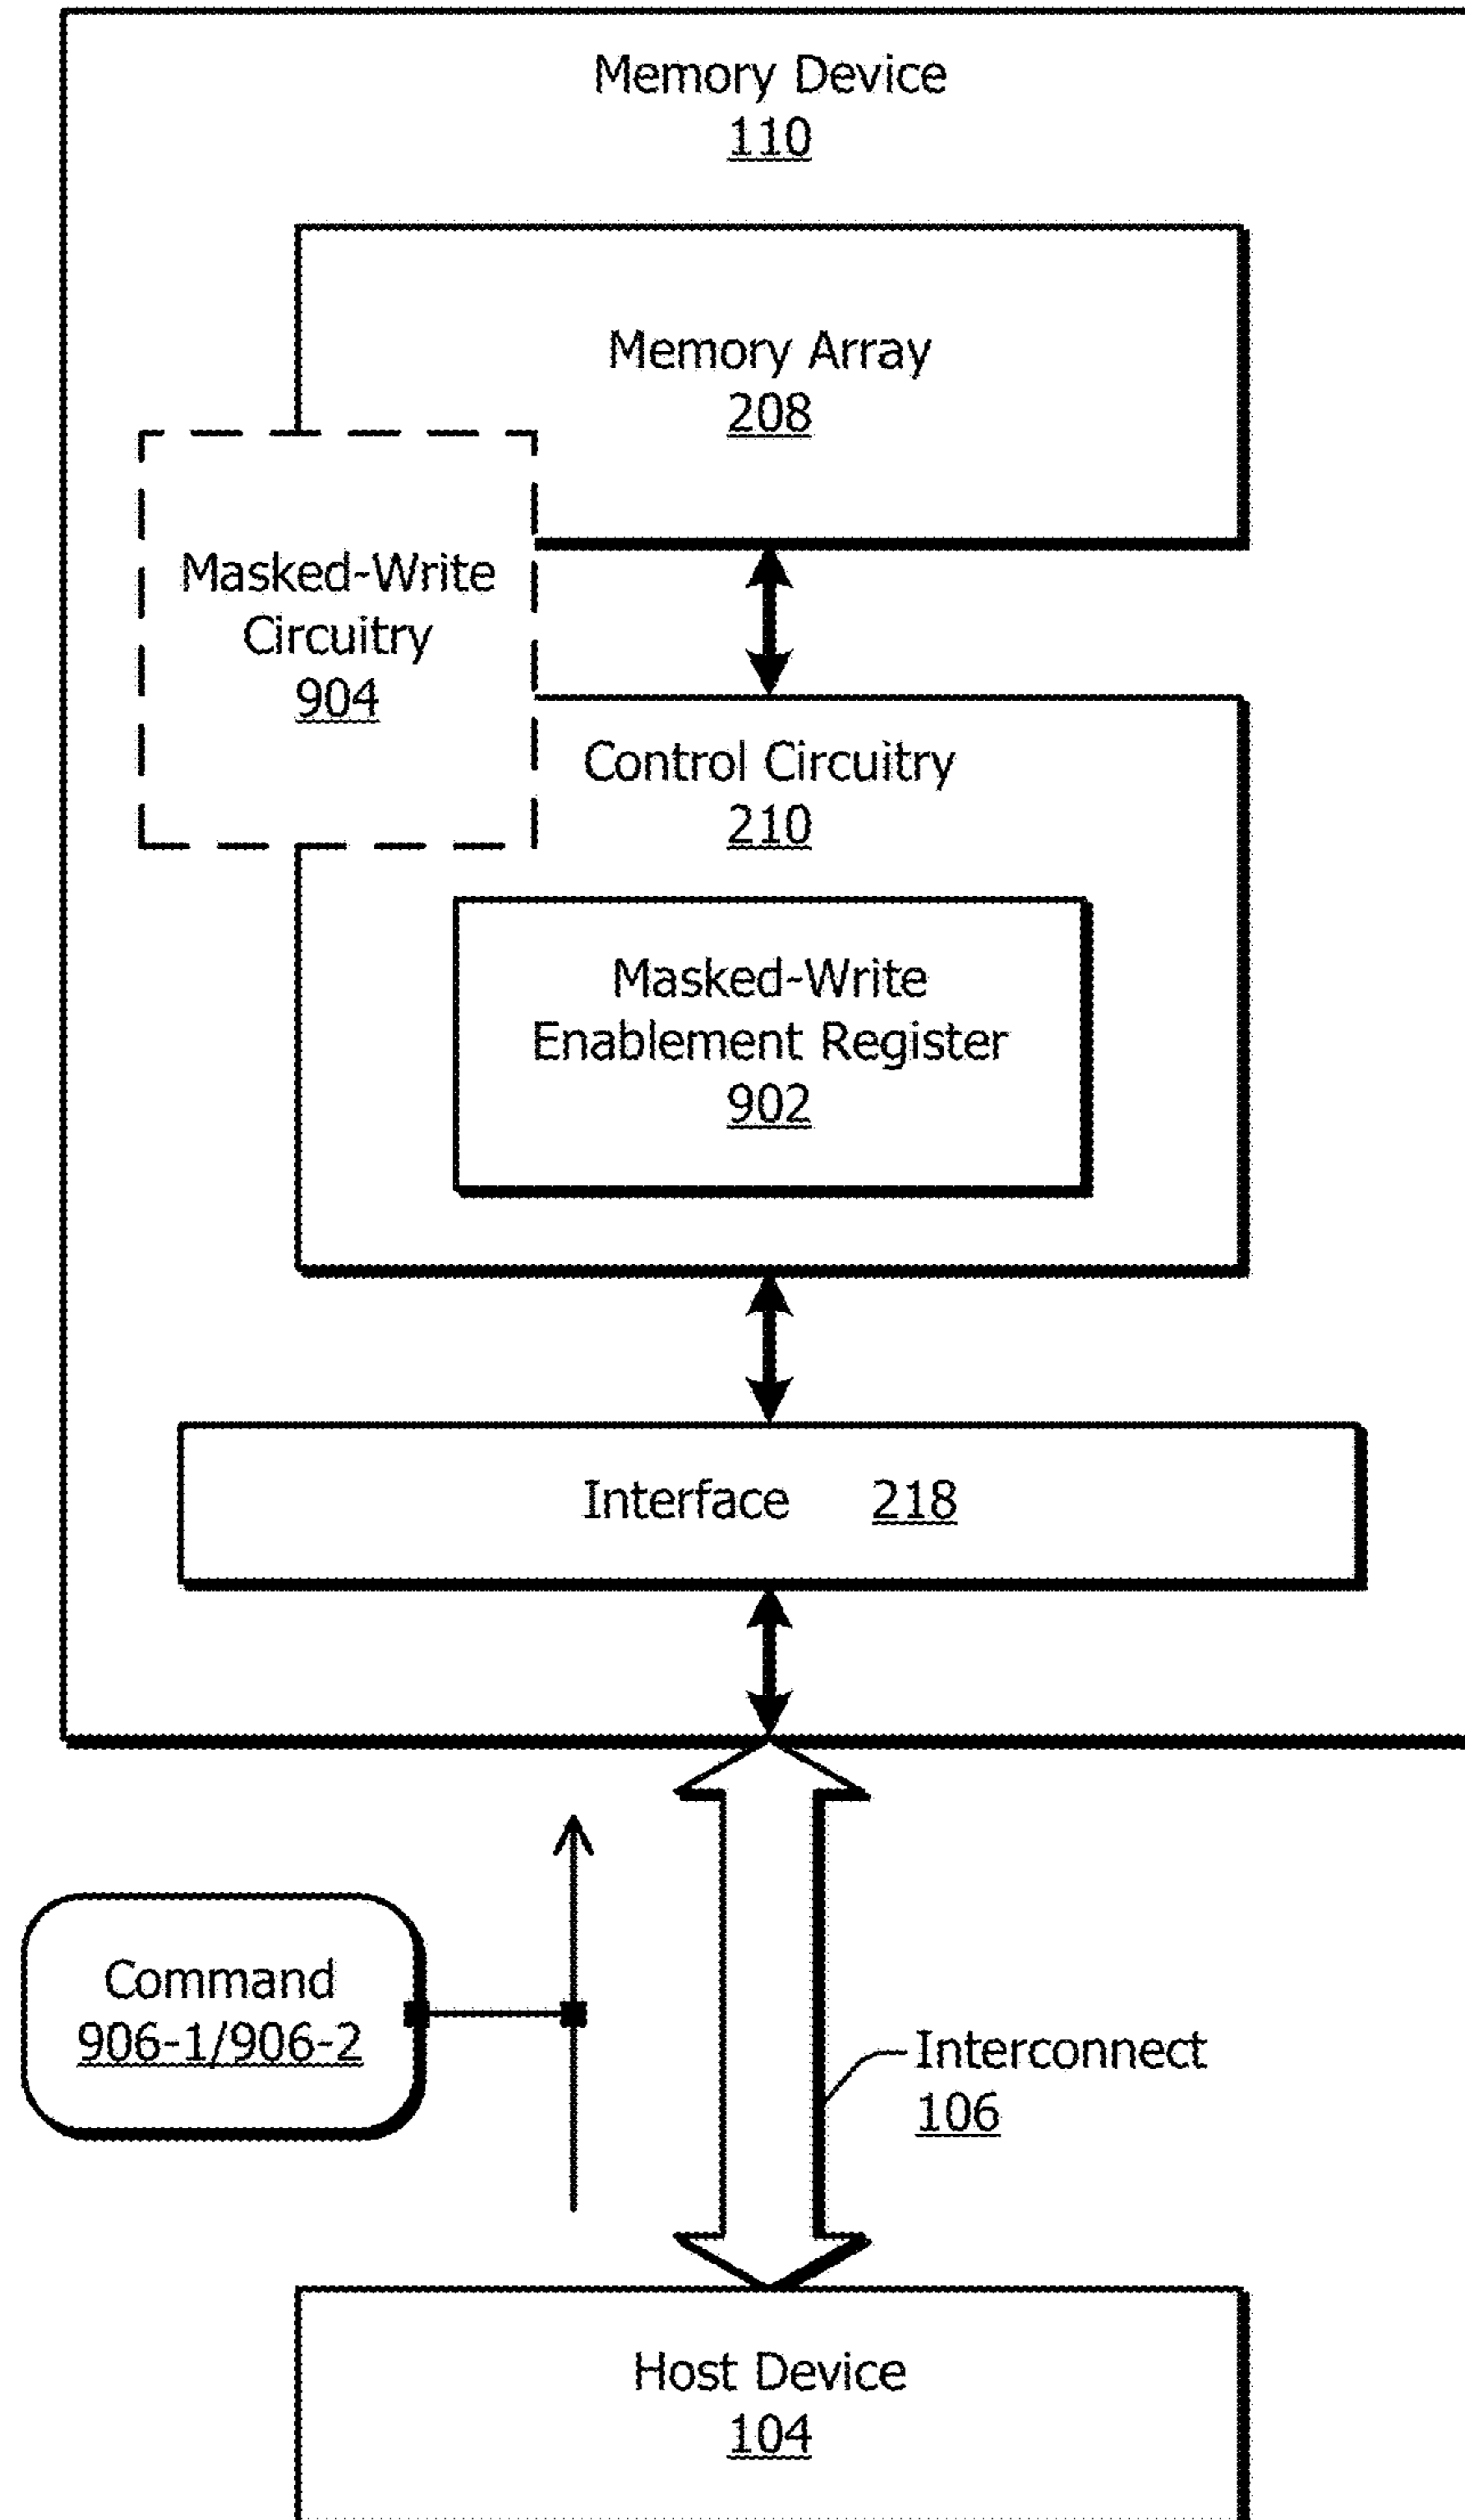 Memory Device
110
Memory Array
208
Masked-Write
Circuitry
904
Control Circuitry
210
Masked-Write
Enablement Register
902
Interface 218
Command
906-1/906-2
Interconnect
106
Host Device
104